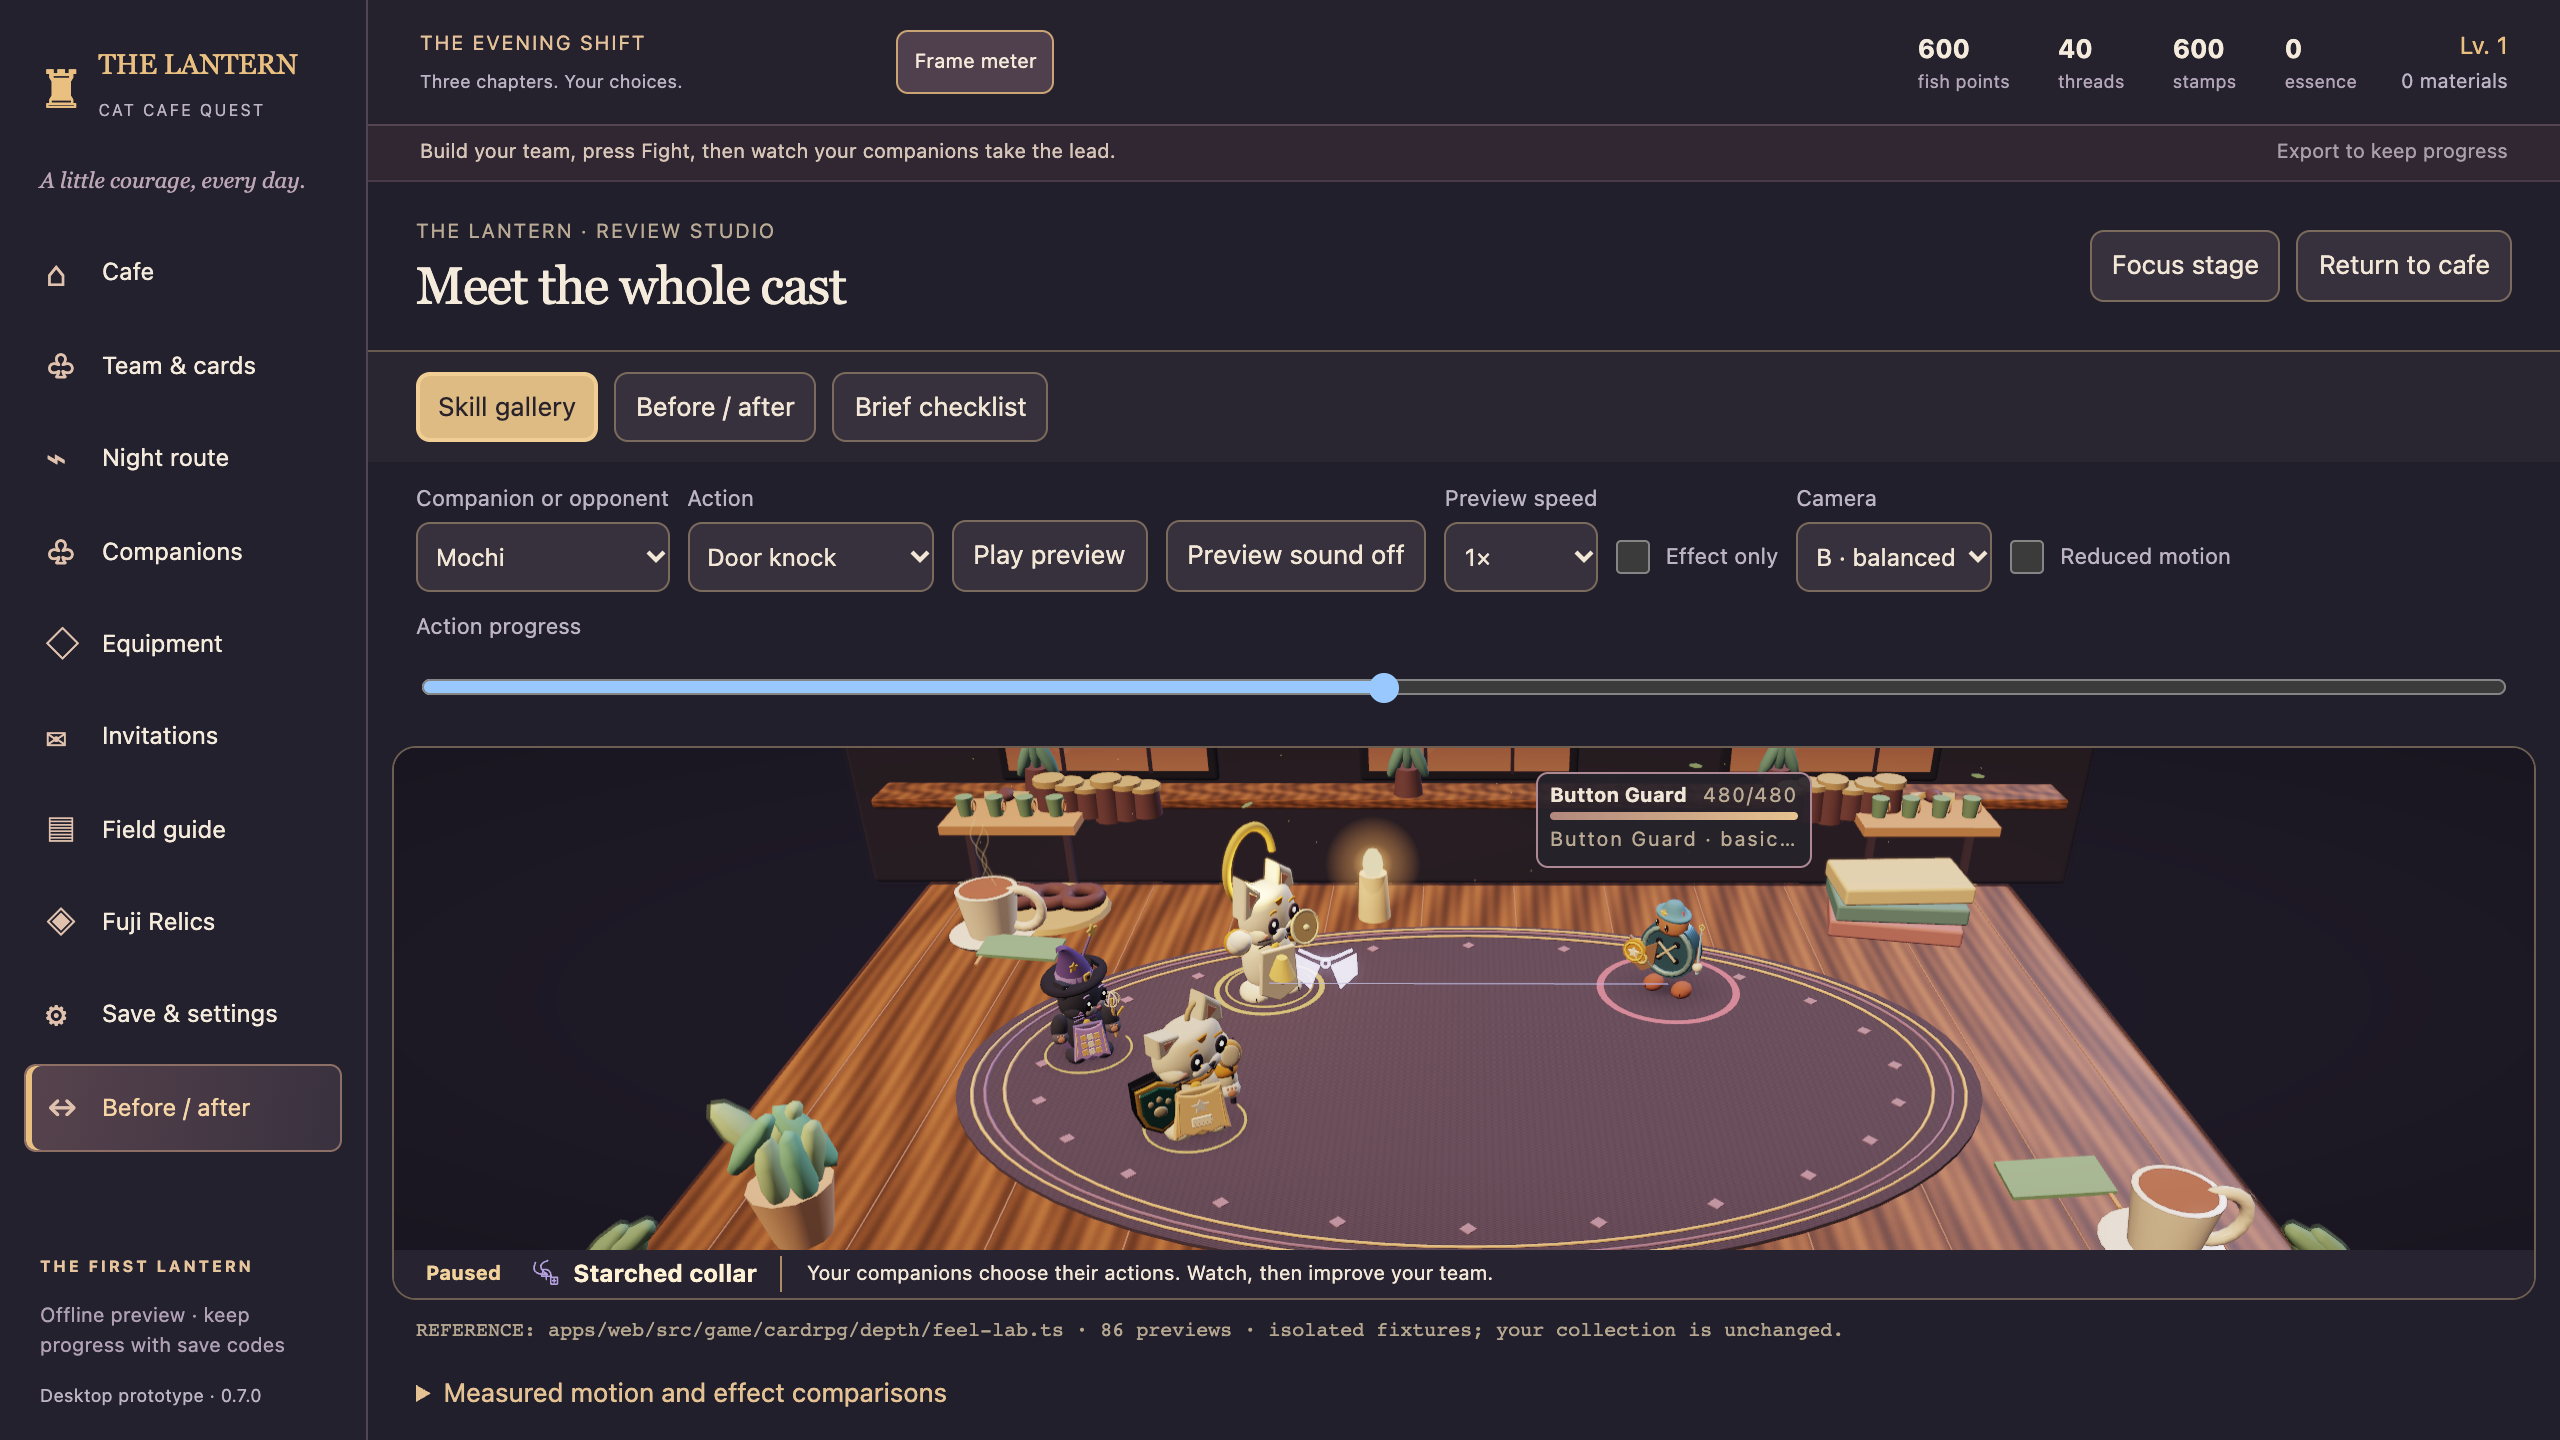 THE LANTERN
CAT CAFE QUEST
A little courage, every day.
Cafe
Team & cards
Night route
Companions
Equipment
Invitations
Field guide
Fuji Relics
Save & settings
Before / after
THE FIRST LANTERN
Offline preview · keep
progress with save codes
Desktop prototype · 0.7.0
THE EVENING SHIFT
Three chapters. Your choices.
Frame meter
600 fish points
40 threads
600 stamps
0 essence
Lv. 1
0 materials
Build your team, press Fight, then watch your companions take the lead.
Export to keep progress
THE LANTERN · REVIEW STUDIO
Meet the whole cast
Focus stage
Return to cafe
Skill gallery
Before / after
Brief checklist
Companion or opponent
Mochi
Action
Door knock
Play preview
Preview sound off
Preview speed
1×
Effect only
Camera
B · balanced
Reduced motion
Action progress
Button Guard 480/480
Button Guard · basic…
Paused
Starched collar
Your companions choose their actions. Watch, then improve your team.
REFERENCE: apps/web/src/game/cardrpg/depth/feel-lab.ts · 86 previews · isolated fixtures; your collection is unchanged.
Measured motion and effect comparisons